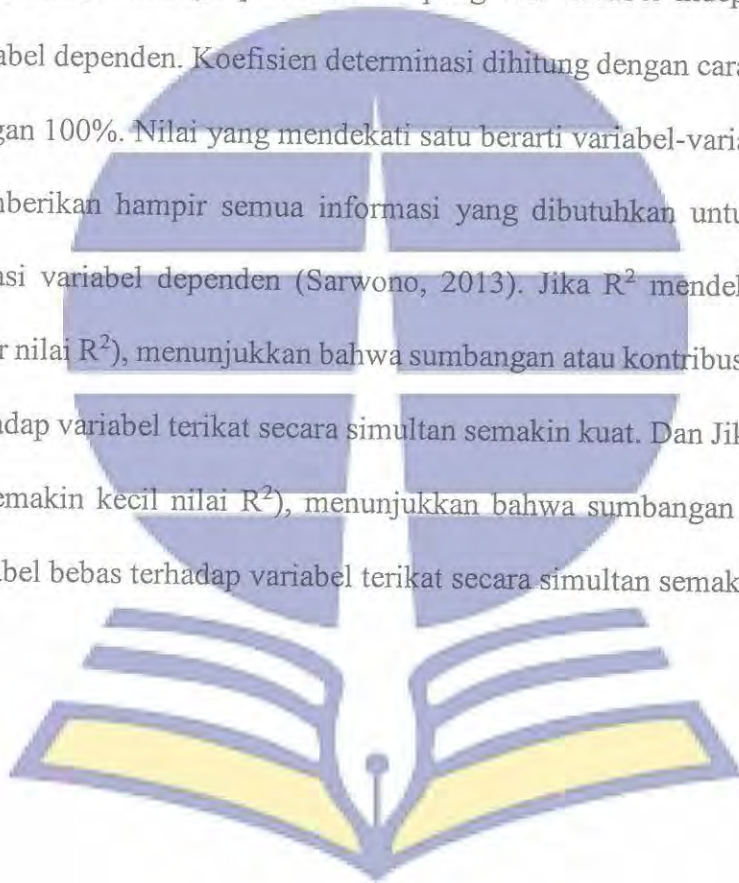 abel dependen. Koefisien determinasi dihitung dengan cara
gan 100%. Nilai yang mendekati satu berarti variabel-varia
nberikan hampir semua informasi yang dibutuhkan untu
nsi variabel dependen (Sarwono, 2013). Jika R² mendel
r nilai R²), menunjukkan bahwa sumbangan atau kontribus
adap variabel terikat secara simultan semakin kuat. Dan Jik
emakin kecil nilai R²), menunjukkan bahwa sumbangan
abel bebas terhadap variabel terikat secara simultan semak